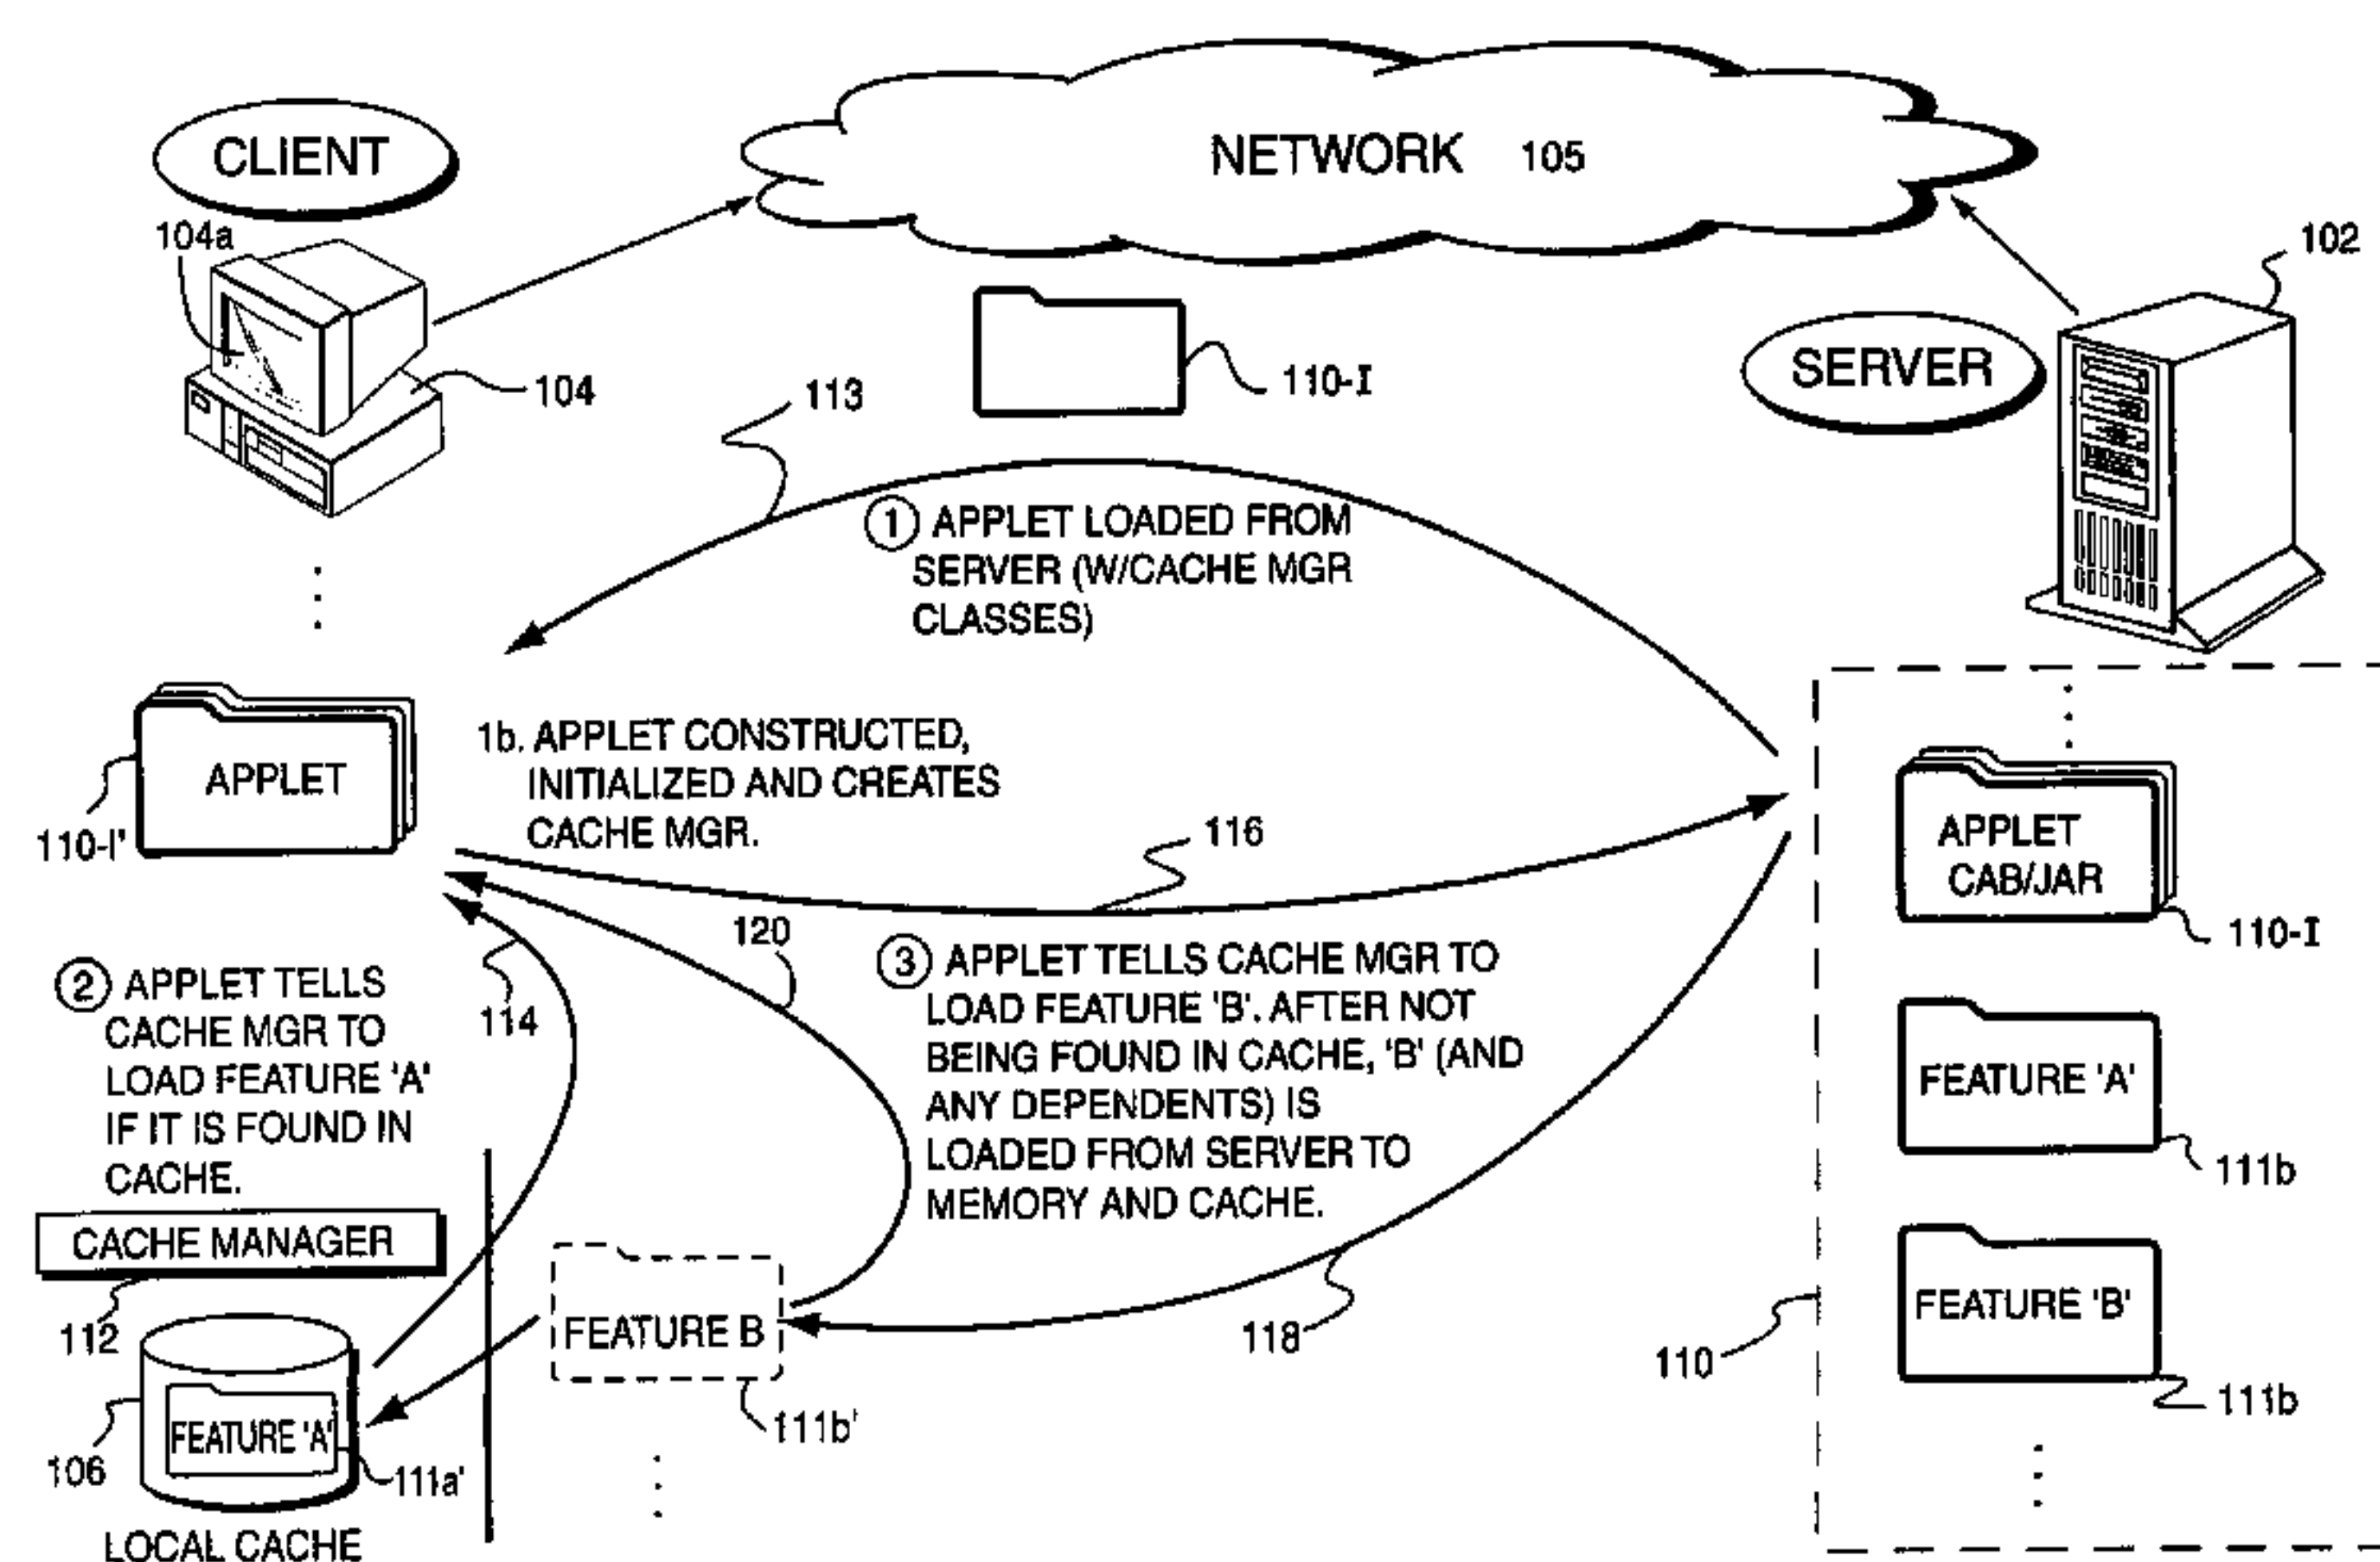 CLIENT
NETWORK 105
104a
102
SERVER
104
113
110-I
① APPLET LOADED FROM
SERVER (W/CACHE MGR
CLASSES)
APPLET
110-I'
1b. APPLET CONSTRUCTED,
INITIALIZED AND CREATES
CACHE MGR.
116
APPLET
CAB/JAR
110-I
120
114
② APPLET TELLS
CACHE MGR TO
LOAD FEATURE 'A'
IF IT IS FOUND IN
CACHE.
③ APPLET TELLS CACHE MGR TO
LOAD FEATURE 'B'. AFTER NOT
BEING FOUND IN CACHE, 'B' (AND
ANY DEPENDENTS) IS
LOADED FROM SERVER TO
MEMORY AND CACHE.
FEATURE 'A'
111b
CACHE MANAGER
112
FEATURE B
111b'
118
110
FEATURE 'B'
111b
FEATURE 'A'
106
111a'
LOCAL CACHE